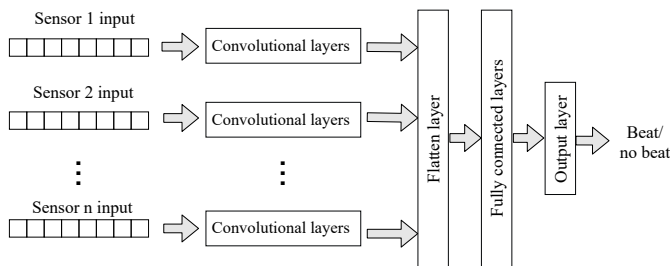 Sensor 1 input
Convolutional layers
Sensor 2 input
Convolutional layers
Sensor n input
Convolutional layers
Flatten layer
Fully connected layers
Output layer
Beat/
no beat